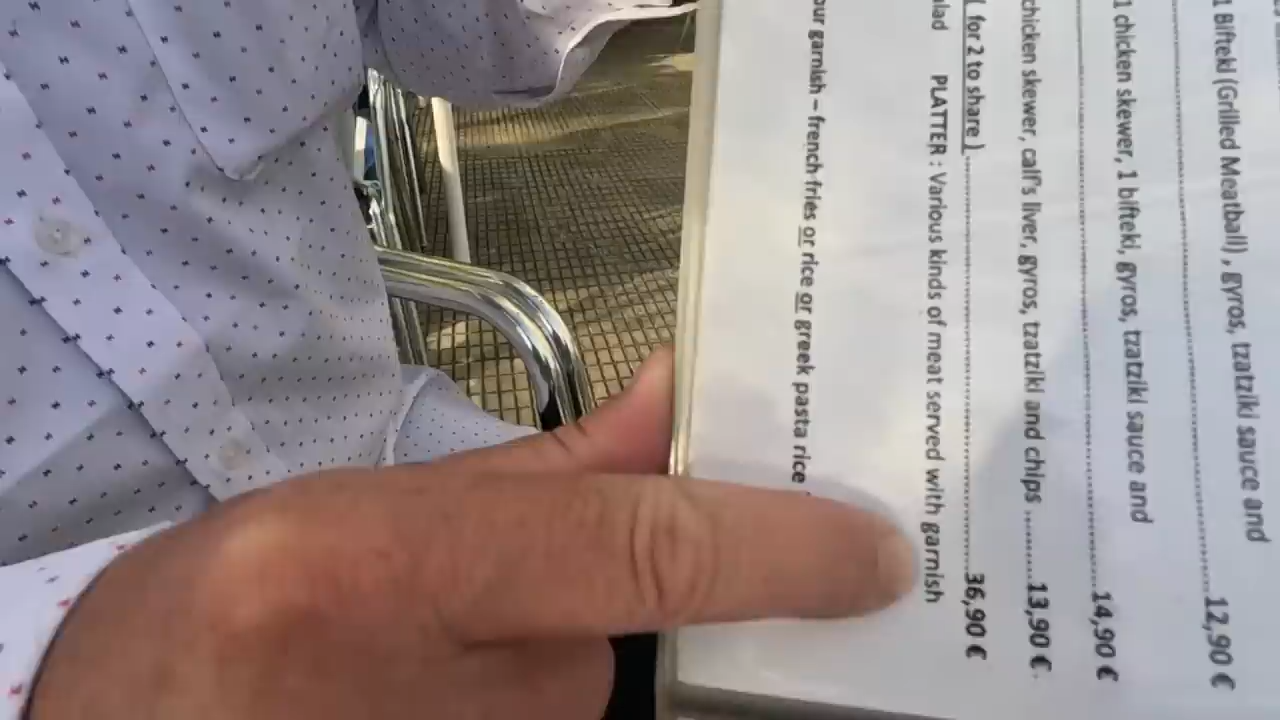 1 Bifteki (Grilled Meatball) , gyros, tzatziki sauce and
........................12,90 €
1 chicken skewer, 1 bifteki, gyros, tzatziki sauce and
........................14,90 €
chicken skewer, calf's liver, gyros, tzatziki and chips .........13,90 €.
( for 2 to share )........................36,90 €
alad PLATTER : Various kinds of meat served with garnish
our garnish – french fries or rice or greek pasta rice